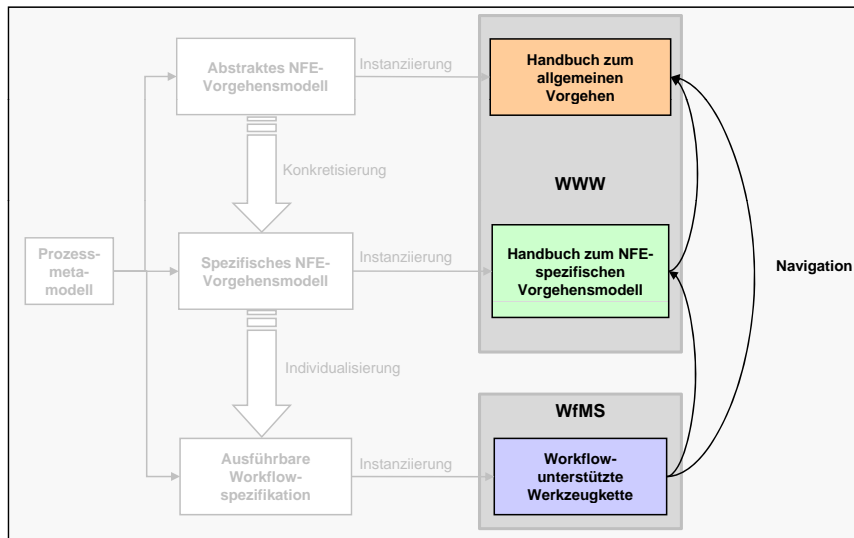 Abstraktes NFE-
Vorgehensmodell
Instanziierung
Handbuch zum
allgemeinen
Vorgehen
Konkretisierung
WWW
Prozess-
meta-
modell
Spezifisches NFE-
Vorgehensmodell
Instanziierung
Handbuch zum NFE-
spezifischen
Vorgehensmodell
Navigation
Individualisierung
WfMS
Ausführbare
Workflow-
spezifikation
Instanziierung
Workflow-
unterstützte
Werkzeugkette